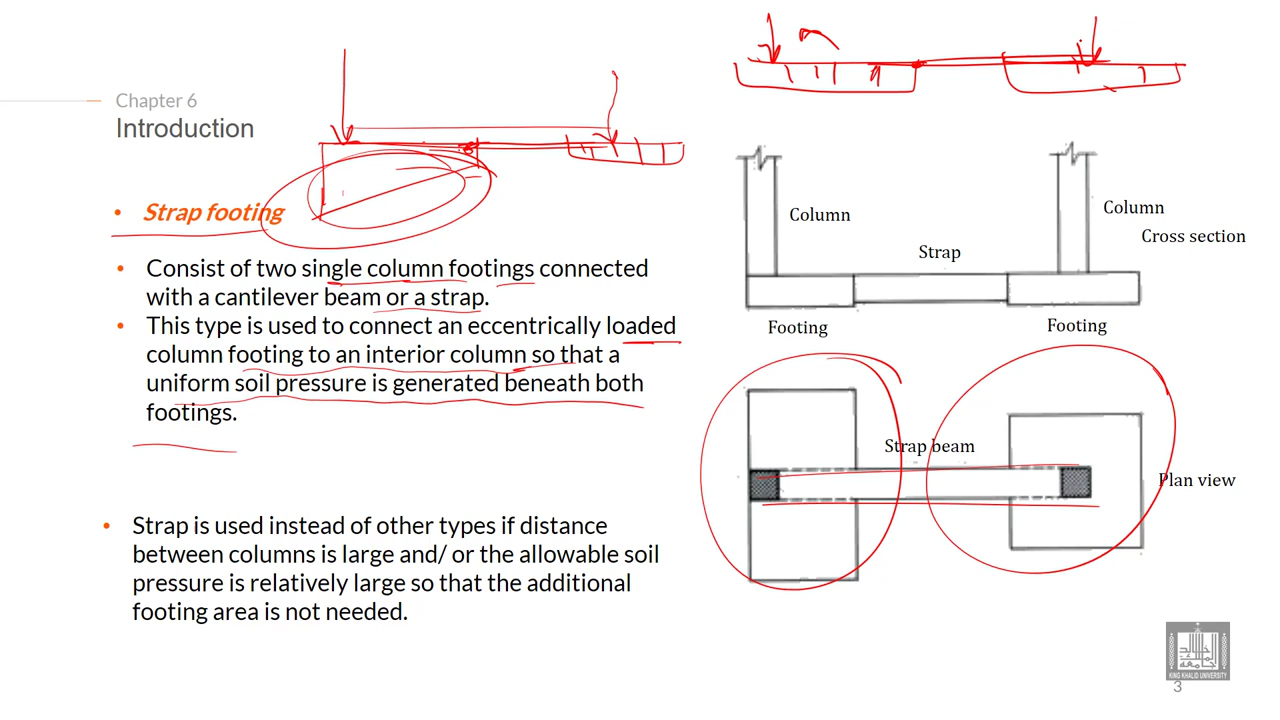 Chapter 6
Introduction
• Strap footing
• Consist of two single column footings connected
with a cantilever beam or a strap.
• This type is used to connect an eccentrically loaded
column footing to an interior column so that a
uniform soil pressure is generated beneath both
footings.
• Strap is used instead of other types if distance
between columns is large and/ or the allowable soil
pressure is relatively large so that the additional
footing area is not needed.
Column
Column
Cross section
Strap
Footing
Footing
Strap beam
Plan view
KING KHALID UNIVERSITY
3